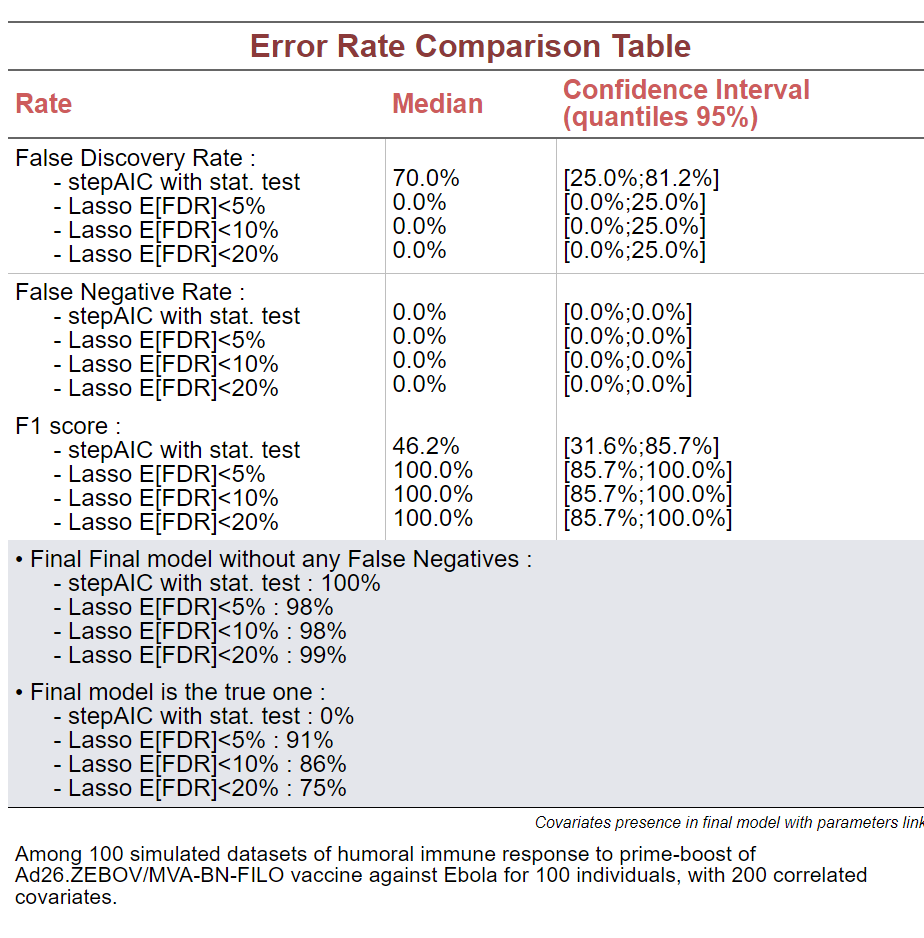 Error Rate Comparison Table
Rate Median Confidence Interval (quantiles 95%)
False Discovery Rate :
- stepAIC with stat. test 70.0% [25.0%;81.2%]
- Lasso E[FDR]<5% 0.0% [0.0%;25.0%]
- Lasso E[FDR]<10% 0.0% [0.0%;25.0%]
- Lasso E[FDR]<20% 0.0% [0.0%;25.0%]
False Negative Rate :
- stepAIC with stat. test 0.0% [0.0%;0.0%]
- Lasso E[FDR]<5% 0.0% [0.0%;0.0%]
- Lasso E[FDR]<10% 0.0% [0.0%;0.0%]
- Lasso E[FDR]<20% 0.0% [0.0%;0.0%]
F1 score :
- stepAIC with stat. test 46.2% [31.6%;85.7%]
- Lasso E[FDR]<5% 100.0% [85.7%;100.0%]
- Lasso E[FDR]<10% 100.0% [85.7%;100.0%]
- Lasso E[FDR]<20% 100.0% [85.7%;100.0%]
• Final Final model without any False Negatives :
- stepAIC with stat. test : 100%
- Lasso E[FDR]<5% : 98%
- Lasso E[FDR]<10% : 98%
- Lasso E[FDR]<20% : 99%
• Final model is the true one :
- stepAIC with stat. test : 0%
- Lasso E[FDR]<5% : 91%
- Lasso E[FDR]<10% : 86%
- Lasso E[FDR]<20% : 75%
Covariates presence in final model with parameters link
Among 100 simulated datasets of humoral immune response to prime-boost of
Ad26.ZEBOV/MVA-BN-FILO vaccine against Ebola for 100 individuals, with 200 correlated
covariates.